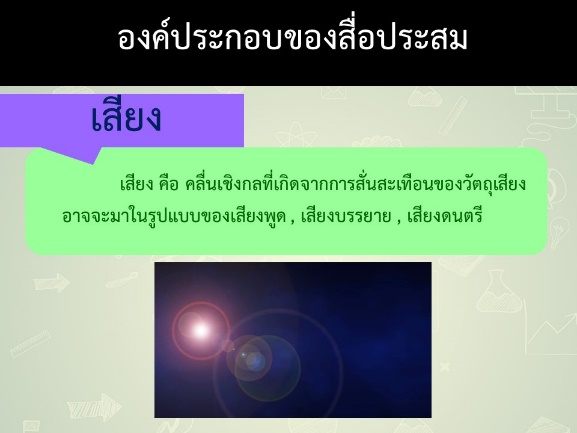 องค์ประกอบของสื่อประสม
เสียง
เสียง คือ คลื่นเชิงกลที่เกิดจากการสั่นสะเทือนของวัตถุเสียง
อาจจะมาในรูปแบบของเสียงพูด , เสียงบรรยาย , เสียงดนตรี